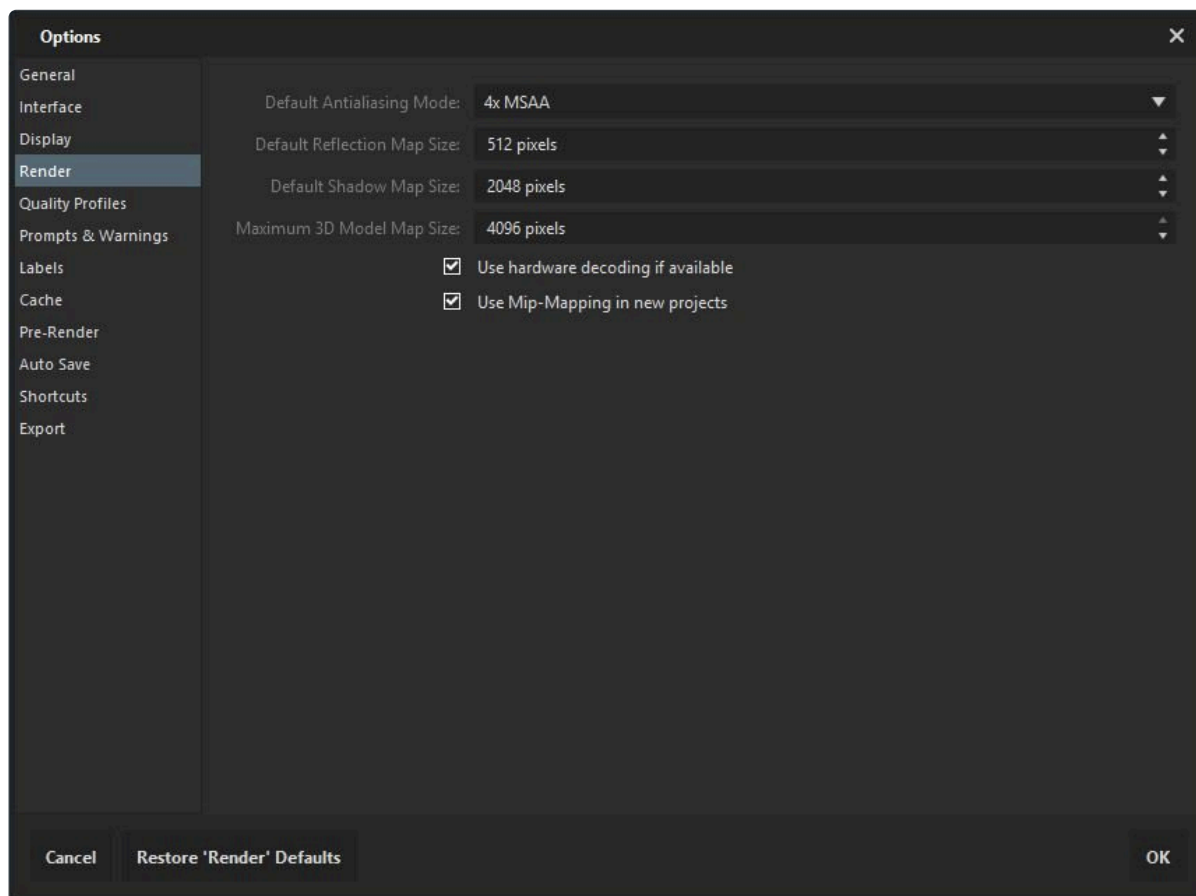 Options
General
Interface
Display
Render
Quality Profiles
Prompts & Warnings
Labels
Cache
Pre-Render
Auto Save
Shortcuts
Export
Default Antialiasing Mode: 4x MSAA
Default Reflection Map Size: 512 pixels
Default Shadow Map Size: 2048 pixels
Maximum 3D Model Map Size: 4096 pixels
Use hardware decoding if available
Use Mip-Mapping in new projects
Cancel Restore 'Render' Defaults OK